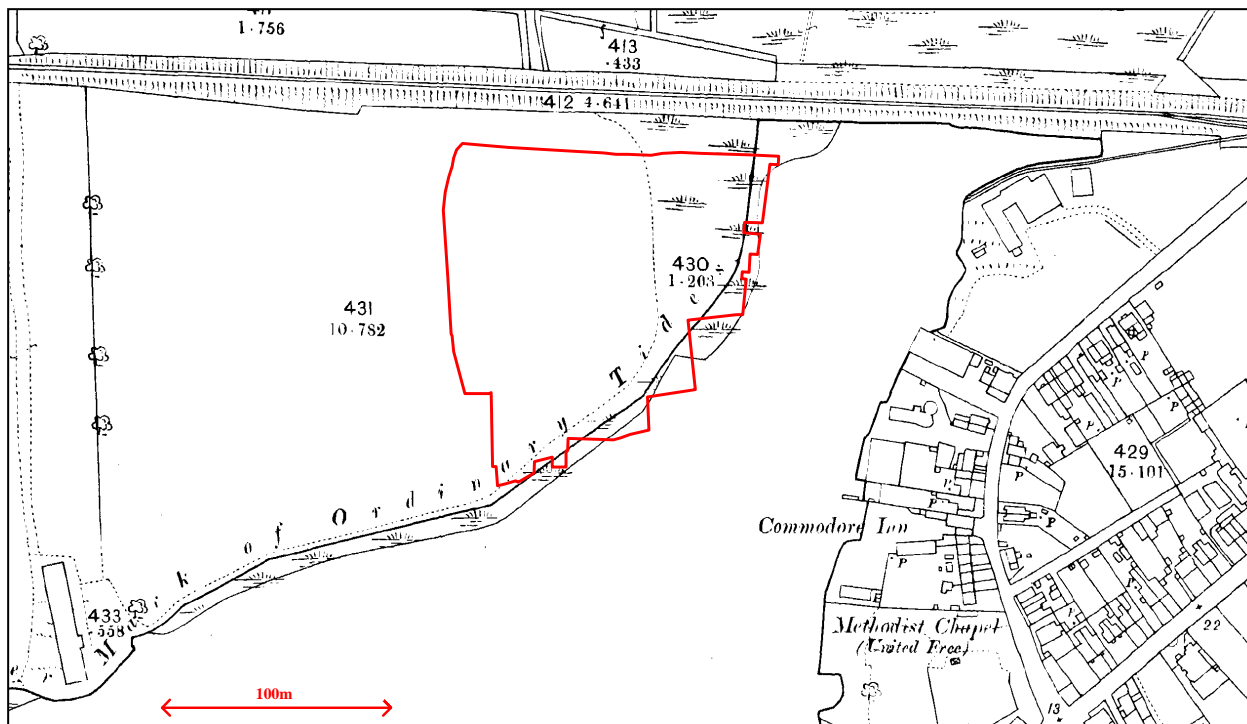 1·756
413
·433
412 4·641
430
1·203
431
10·782
429
15·101
Commodore Inn
P
P
P
P
P
P
P
P
P
P
P
Mark of Ordinary Tide
433
·558
Methodist Chapel
(United Free)
22
13
100m